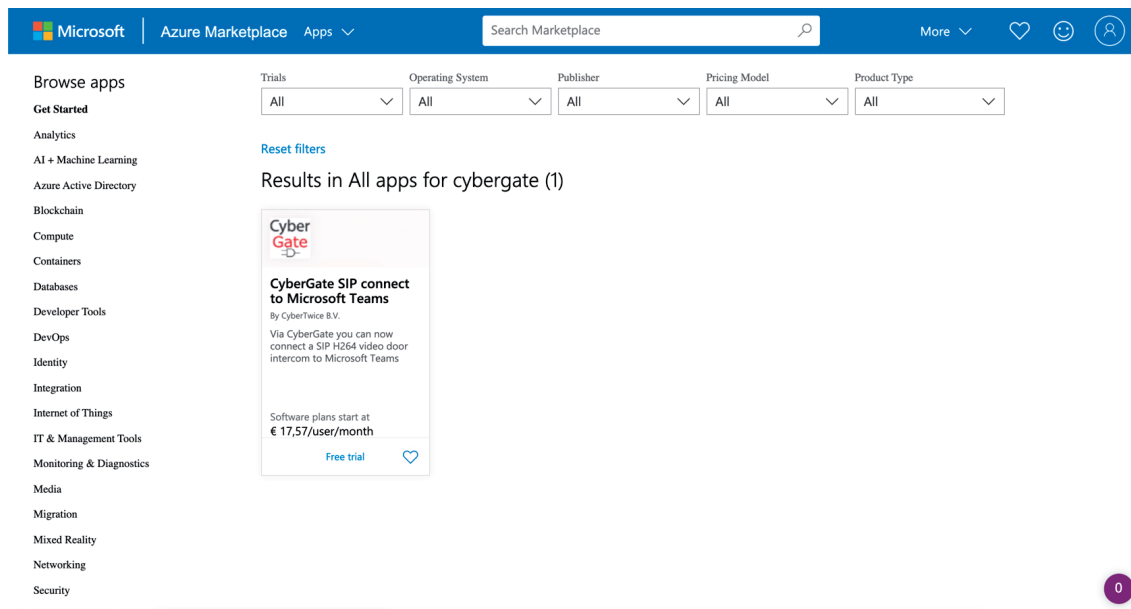 Microsoft
Azure Marketplace
Apps
Search Marketplace
More
Browse apps
Get Started
Analytics
AI + Machine Learning
Azure Active Directory
Blockchain
Compute
Containers
Databases
Developer Tools
DevOps
Identity
Integration
Internet of Things
IT & Management Tools
Monitoring & Diagnostics
Media
Migration
Mixed Reality
Networking
Security
Trials
Operating System
Publisher
Pricing Model
Product Type
All
All
All
All
All
Reset filters
Results in All apps for cybergate (1)
Cyber
Gate
CyberGate SIP connect
to Microsoft Teams
By CyberTwice B.V.
Via CyberGate you can now
connect a SIP H264 video door
intercom to Microsoft Teams
Software plans start at
€ 17,57/user/month
Free trial
0